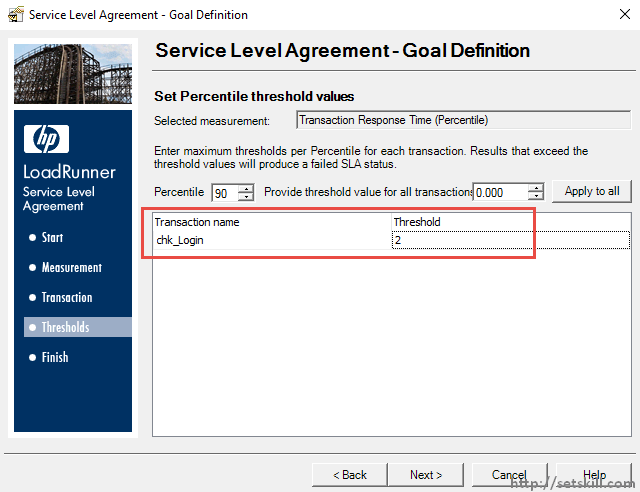 Service Level Agreement - Goal Definition
Service Level Agreement - Goal Definition
Set Percentile threshold values
Selected measurement: Transaction Response Time (Percentile)
Enter maximum thresholds per Percentile for each transaction. Results that exceed the
threshold values will produce a failed SLA status.
Percentile 90 Provide threshold value for all transactions 0.000 Apply to all
Transaction name Threshold
chk_Login 2
hp
LoadRunner
Service Level
Agreement
Start
Measurement
Transaction
Thresholds
Finish
< Back Next > Cancel Help
http://setskill.com